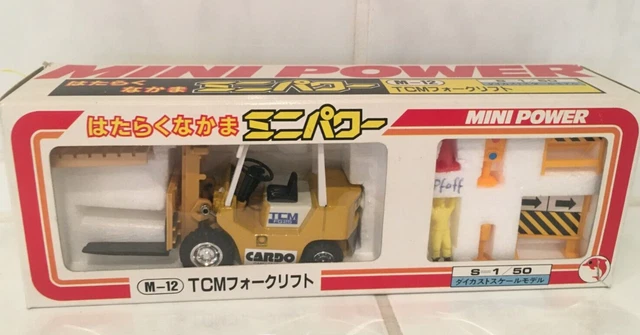 MINI POWER
はたらくなかま
ミニパワー
M-12
S=1/50
TCMフォークリフト
はたらくなかま ミニパワー
MINI POWER
TCM
CARDO
Pfoff
M-12 TCMフォークリフト
S=1/50
ダイカストスケールモデル